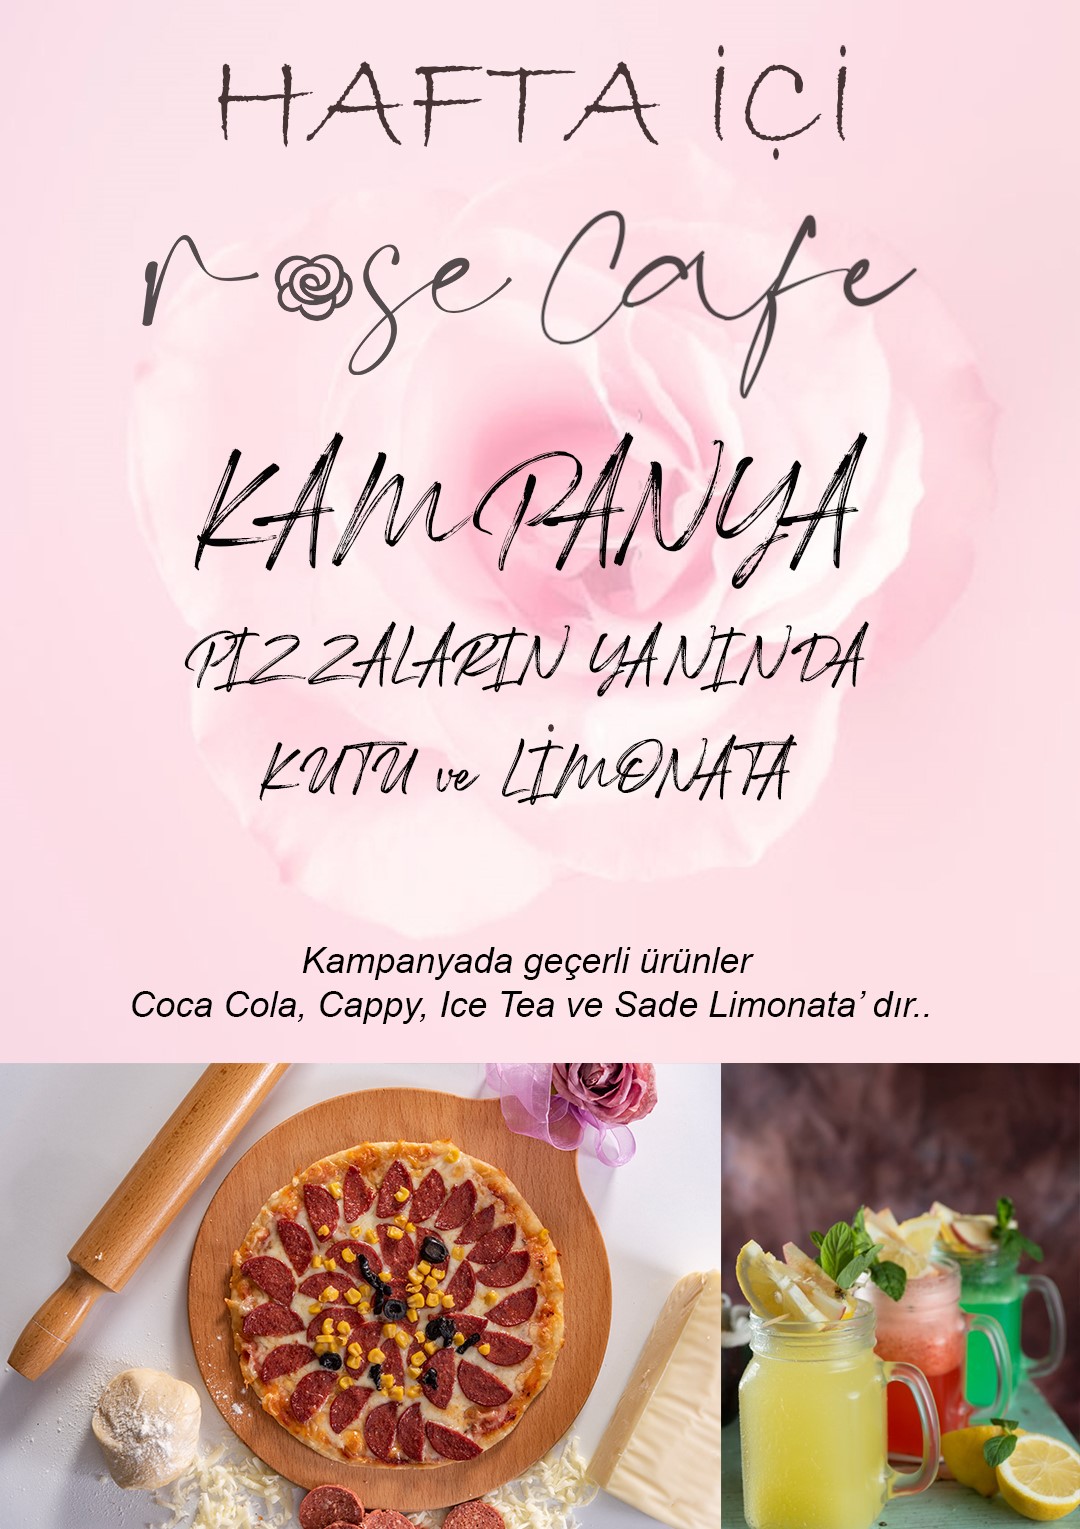 HAFTA İÇİ
rose Cafe
KAMPANYA
PIZZALARIN YANINDA
KUTU ve LİMONATA
Kampanyada geçerli ürünler
Coca Cola, Cappy, Ice Tea ve Sade Limonata’ dır..